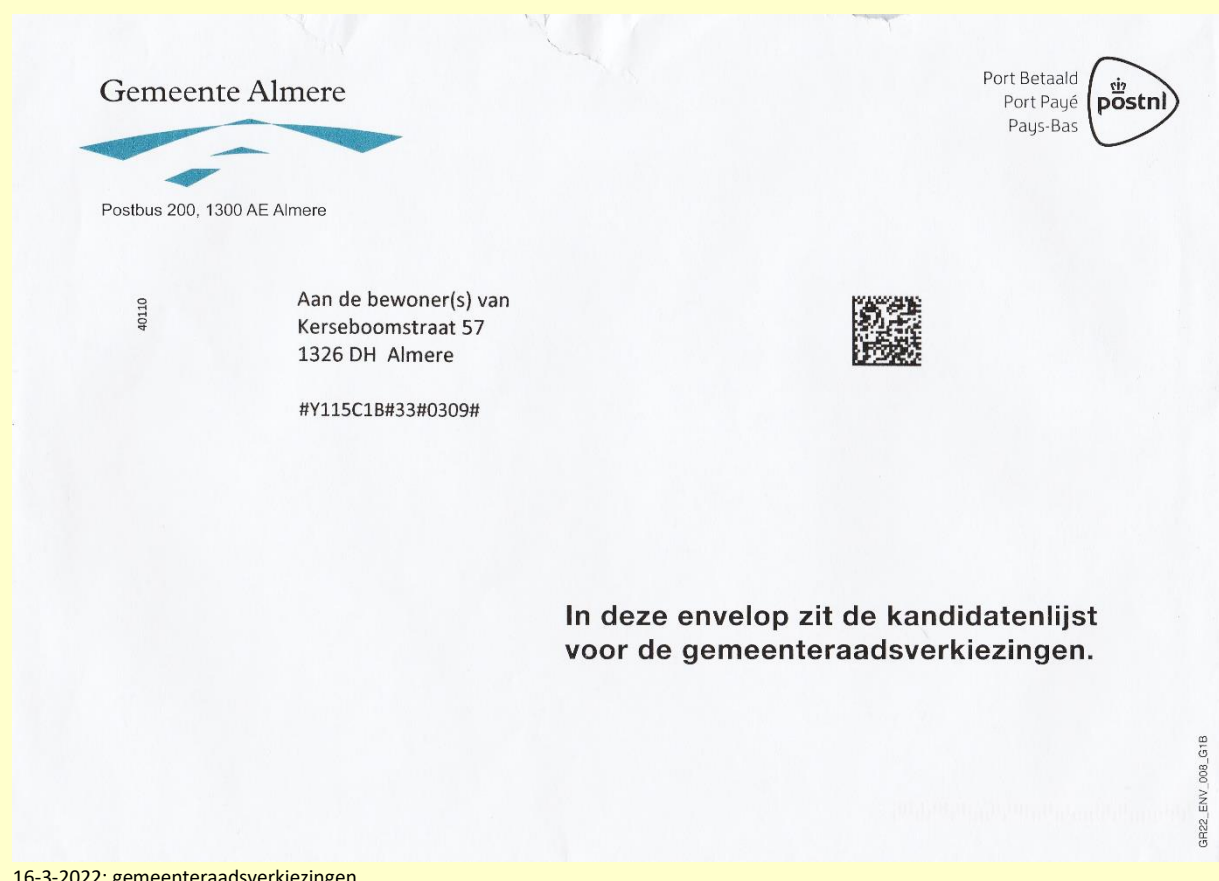 Gemeente Almere
Port Betaald
Port Payé
Pays-Bas
postnl
Postbus 200, 1300 AE Almere
40110
Aan de bewoner(s) van
Kerseboomstraat 57
1326 DH Almere
#Y115C1B#33#0309#
In deze envelop zit de kandidatenlijst
voor de gemeenteraadsverkiezingen.
GR22_ENV_008_G1B
16-3-2022: gemeenteraadsverkiezingen